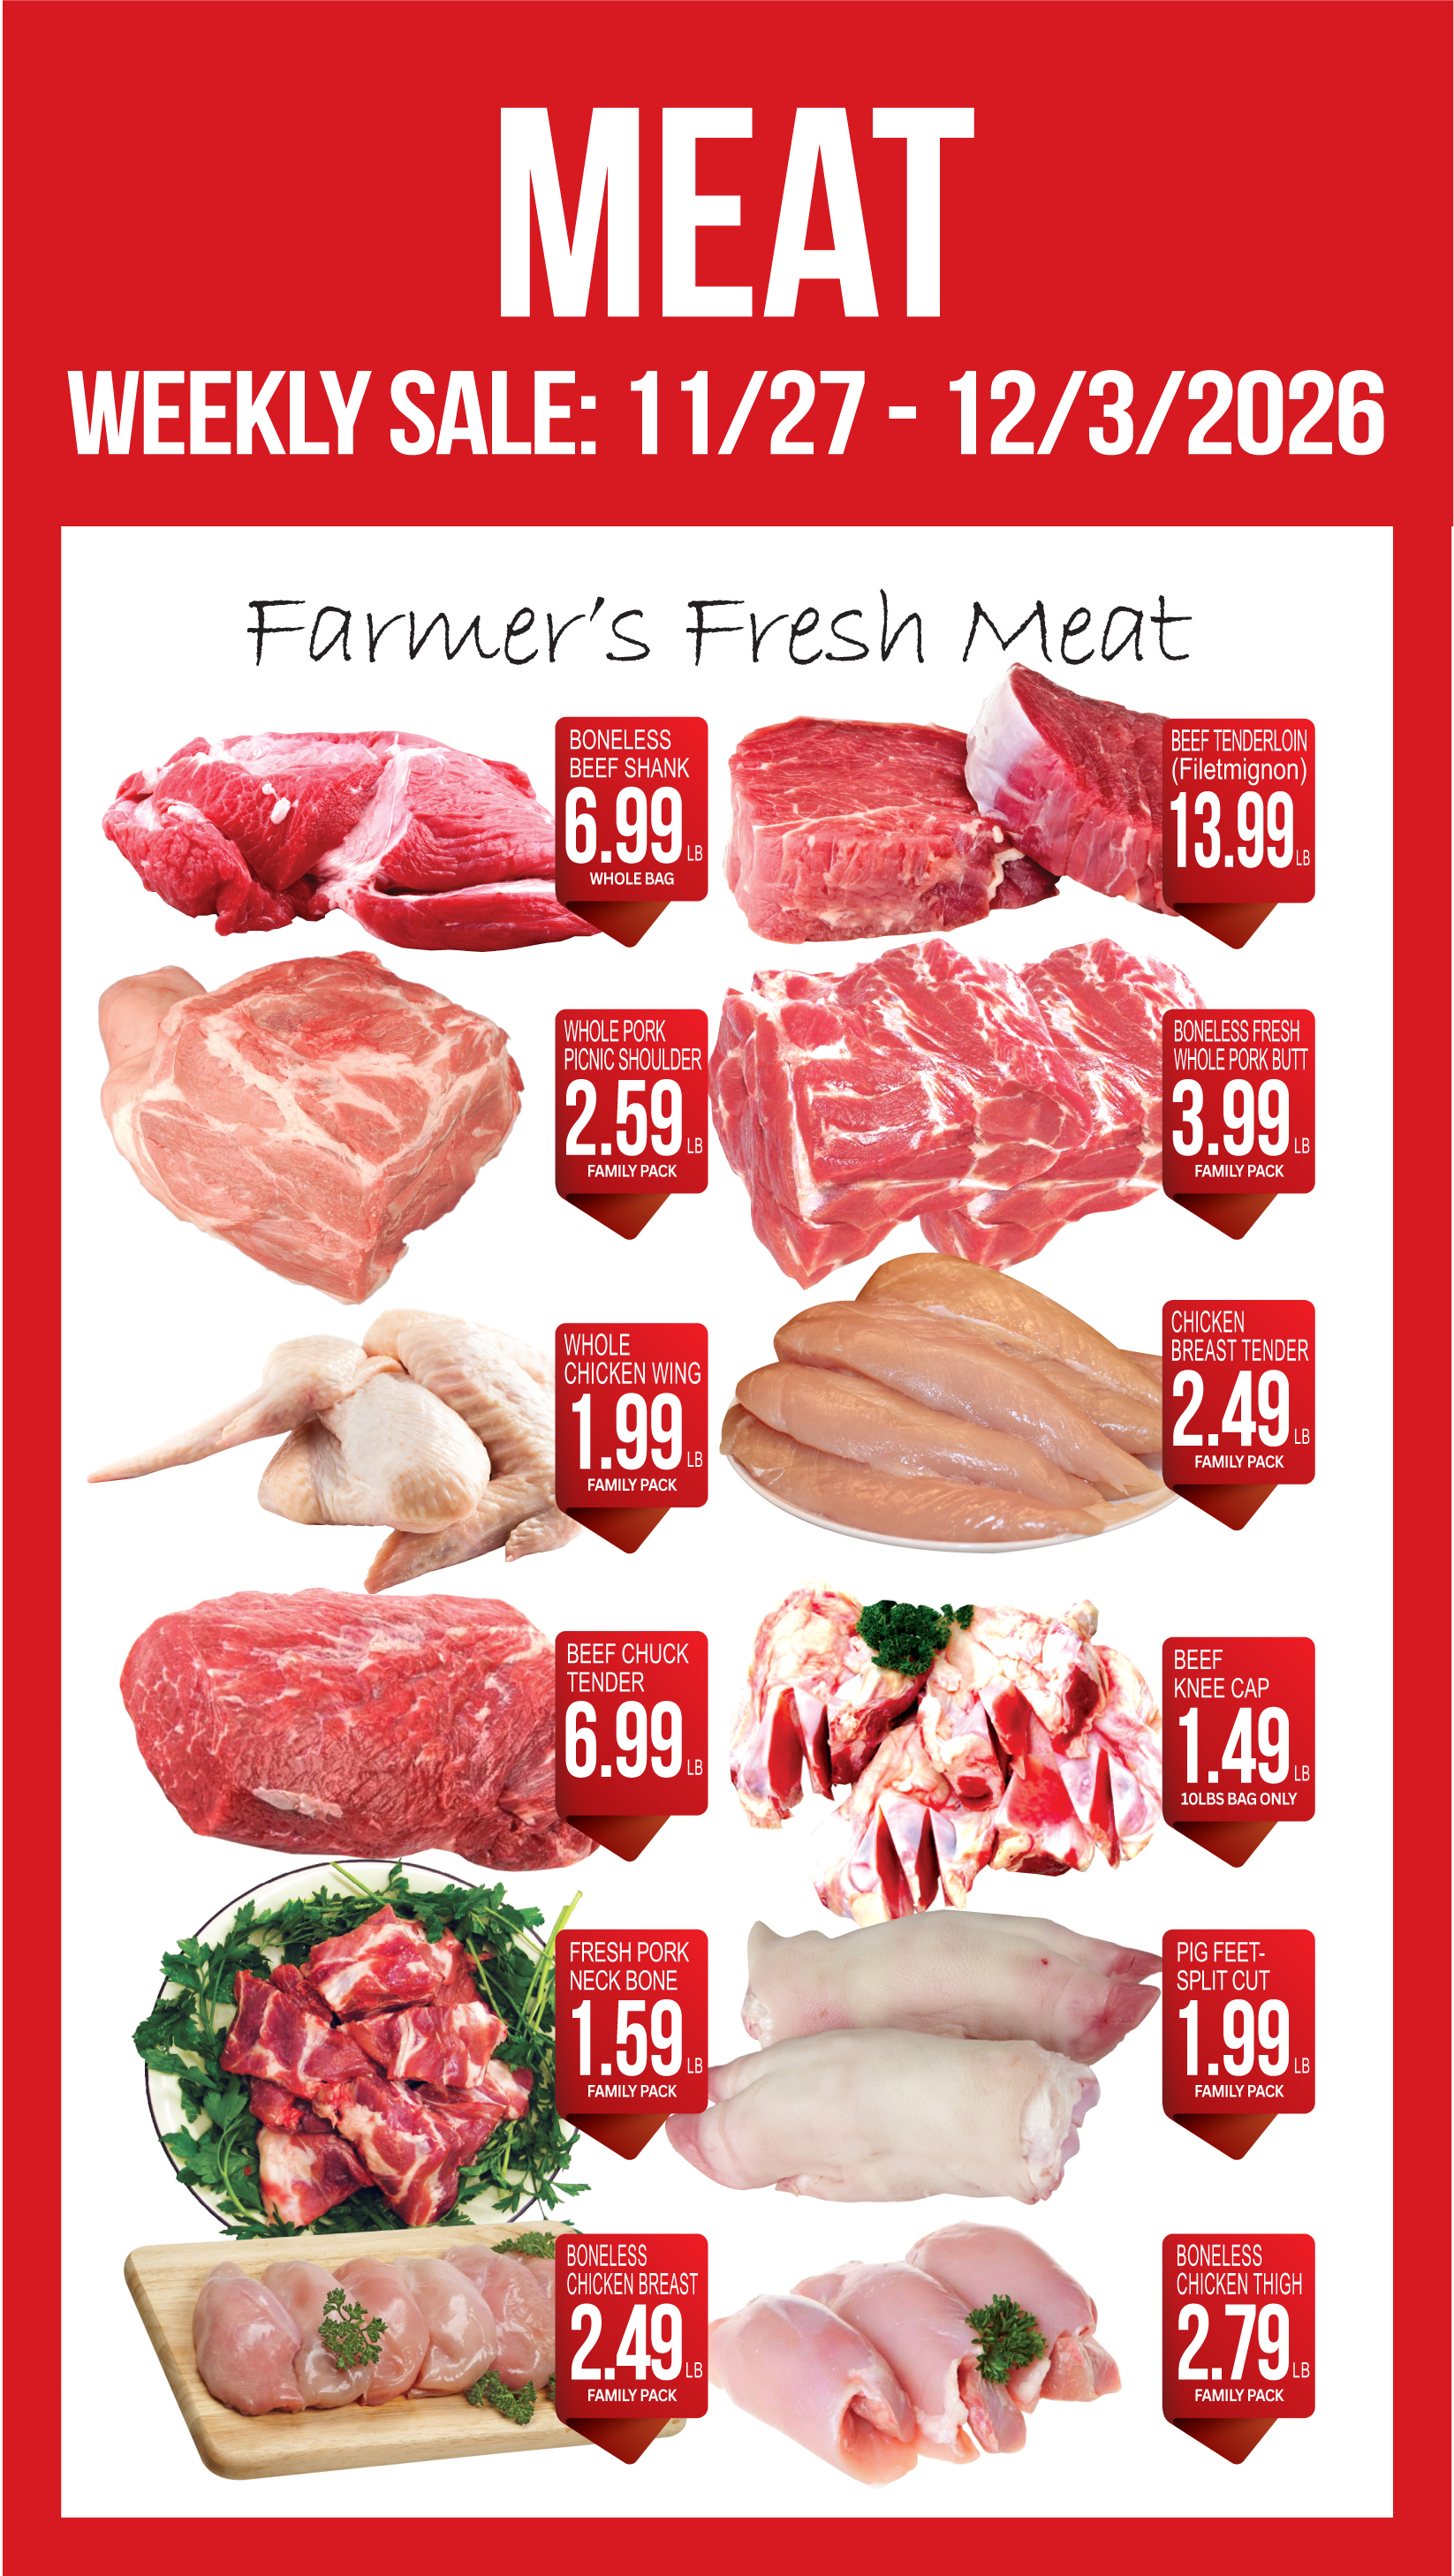 MEAT
WEEKLY SALE: 11/27 - 12/3/2026
Farmer's Fresh Meat
BONELESS
BEEF SHANK
6.99 LB
WHOLE BAG
BEEF TENDERLOIN
(Filetmignon)
13.99 LB
WHOLE PORK
PICNIC SHOULDER
2.59 LB
FAMILY PACK
BONELESS FRESH
WHOLE PORK BUTT
3.99 LB
FAMILY PACK
WHOLE
CHICKEN WING
1.99 LB
FAMILY PACK
CHICKEN
BREAST TENDER
2.49 LB
FAMILY PACK
BEEF CHUCK
TENDER
6.99 LB
BEEF
KNEE CAP
1.49 LB
10LBS BAG ONLY
FRESH PORK
NECK BONE
1.59 LB
FAMILY PACK
PIG FEET-
SPLIT CUT
1.99 LB
FAMILY PACK
BONELESS
CHICKEN BREAST
2.49 LB
FAMILY PACK
BONELESS
CHICKEN THIGH
2.79 LB
FAMILY PACK